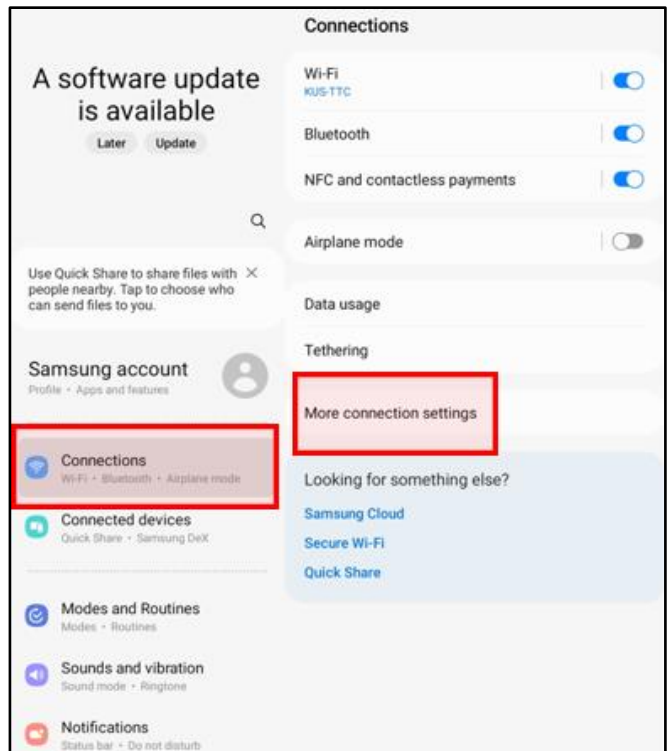 A software update
is available
Later Update
Use Quick Share to share files with
people nearby. Tap to choose who
can send files to you.
Samsung account
Profile • Apps and features
Connections
Wi-Fi • Bluetooth • Airplane mode
Connected devices
Quick Share • Samsung DeX
Modes and Routines
Modes • Routines
Sounds and vibration
Sound mode • Ringtone
Notifications
Status bar • Do not disturb
Connections
Wi-Fi
KUS-TTC
Bluetooth
NFC and contactless payments
Airplane mode
Data usage
Tethering
More connection settings
Looking for something else?
Samsung Cloud
Secure Wi-Fi
Quick Share